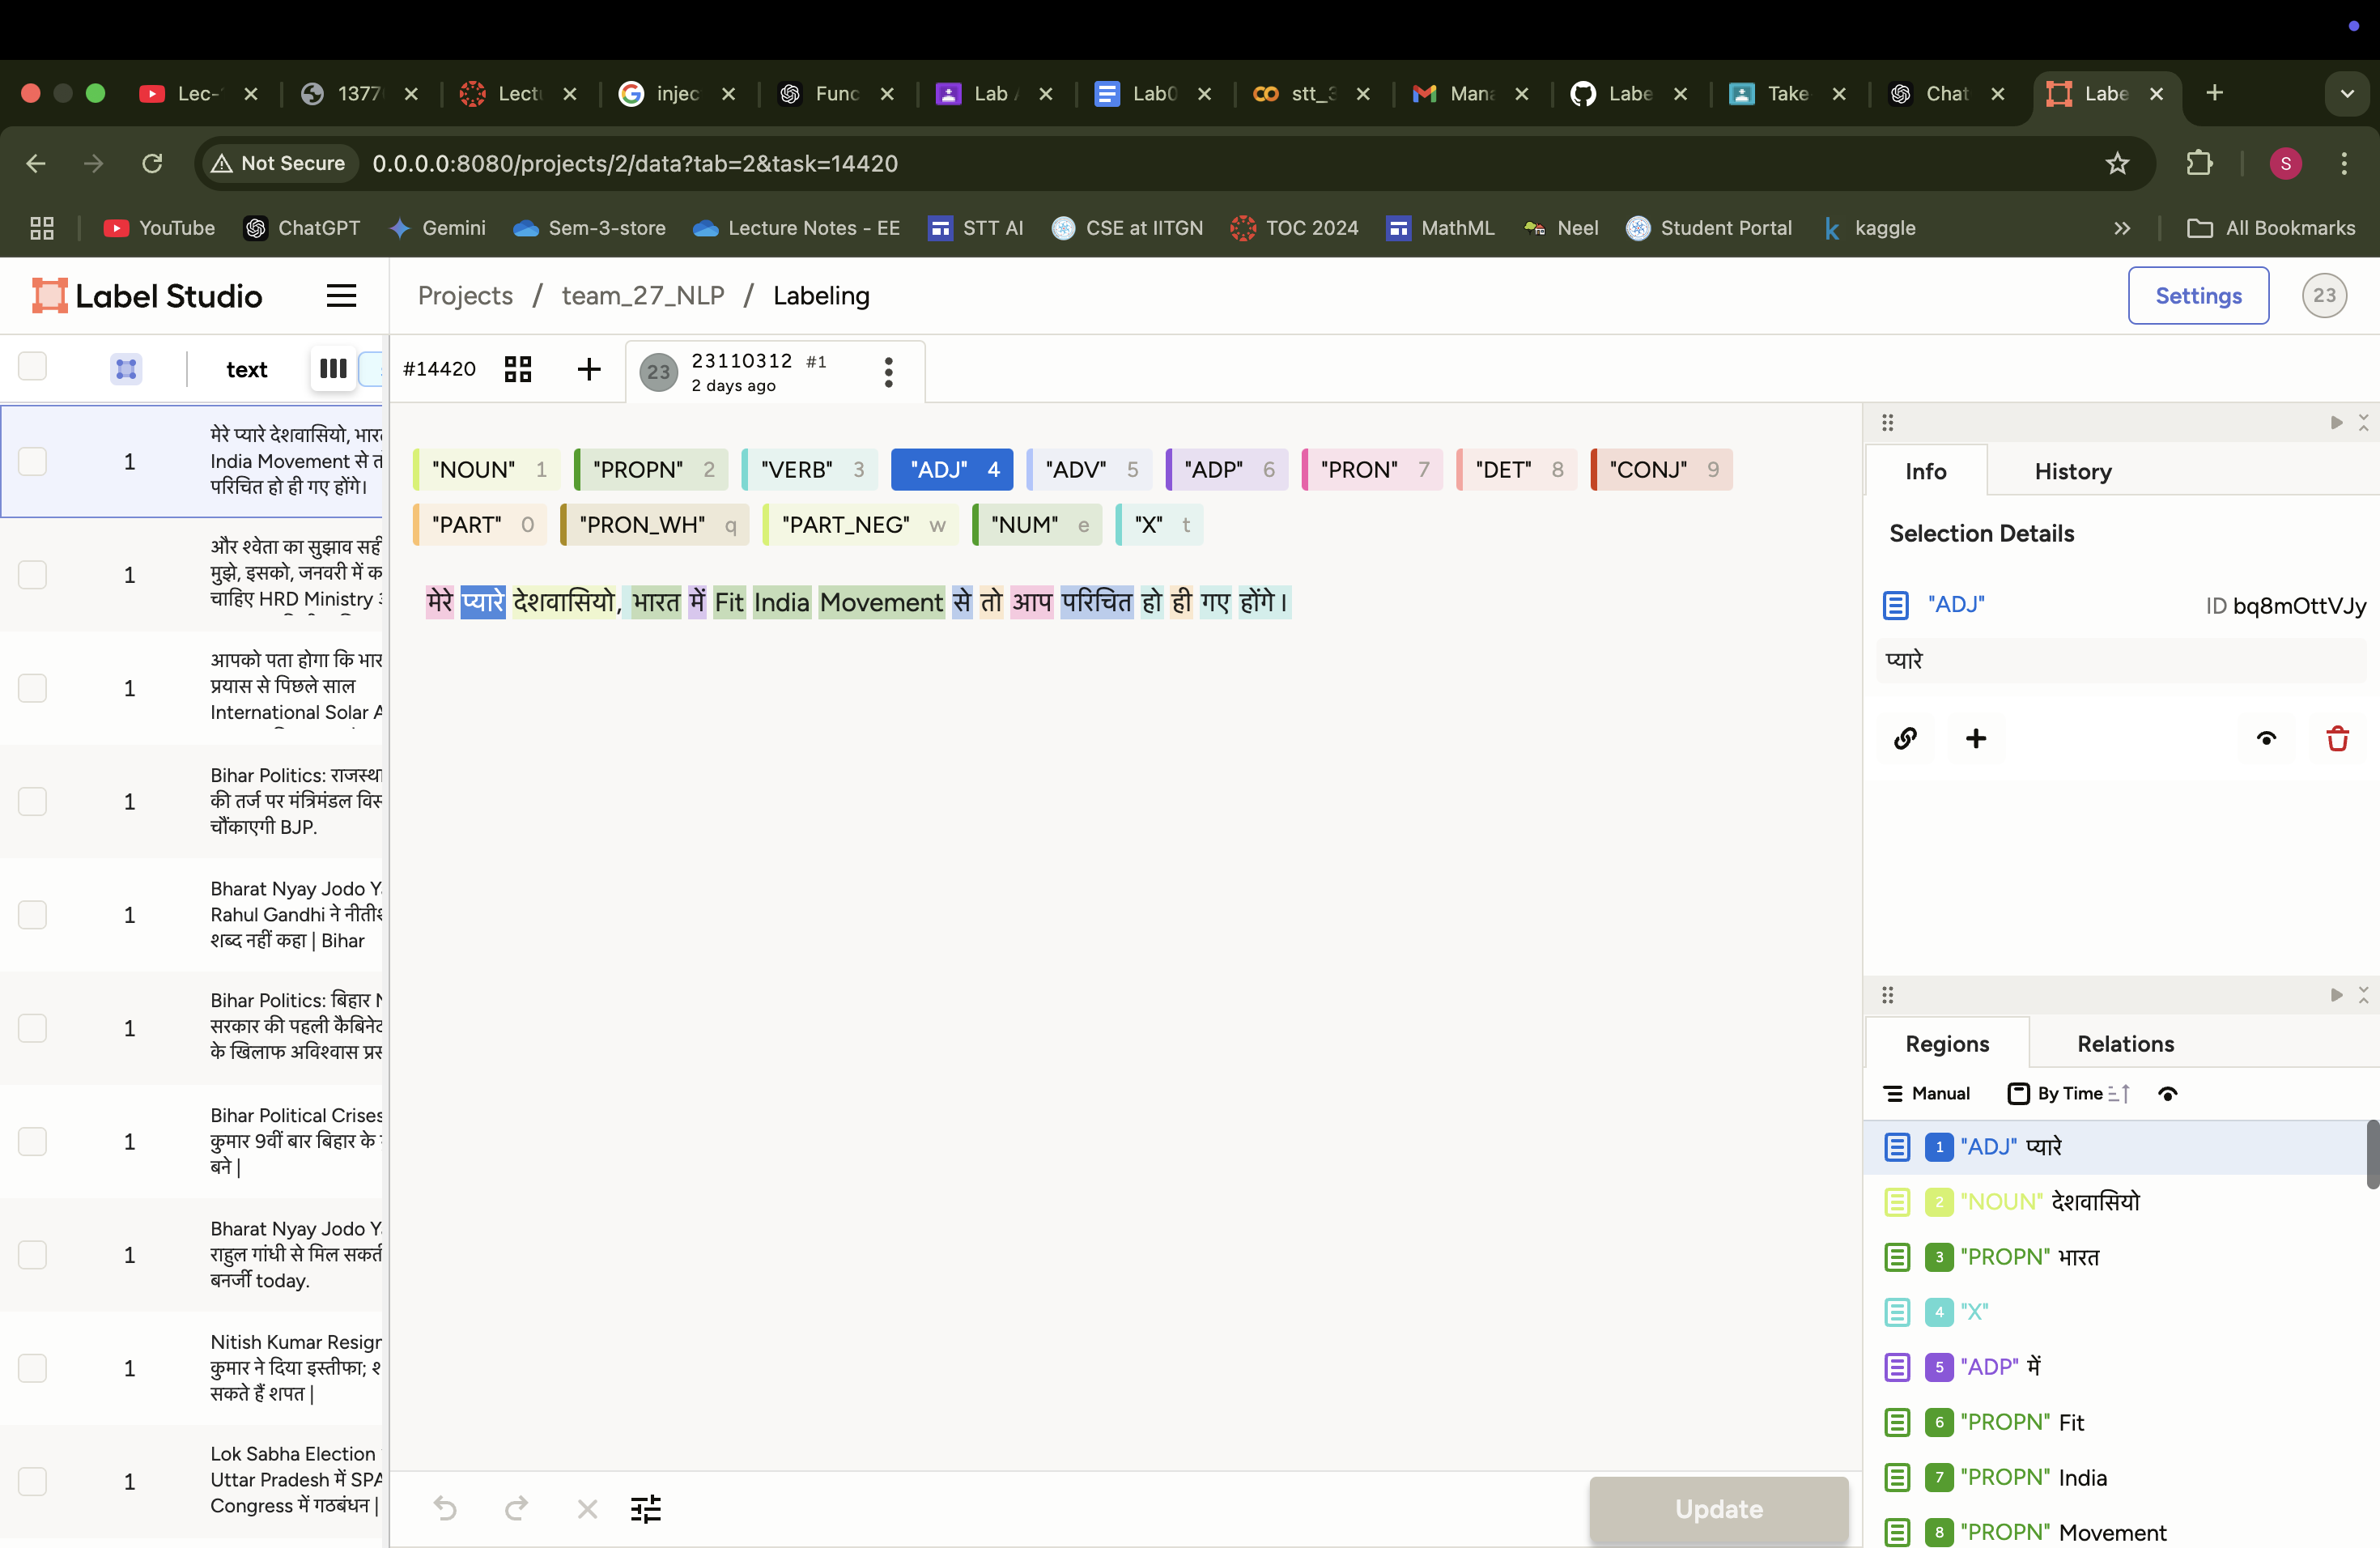 Lec-
1377
Lect
injec
Func
Lab
Lab0
stt_3
Mana
Labe
Take
Chat
Labe
Not Secure
0.0.0.0:8080/projects/2/data?tab=2&task=14420
S
YouTube
ChatGPT
Gemini
Sem-3-store
Lecture Notes - EE
STT AI
CSE at IITGN
TOC 2024
MathML
Neel
Student Portal
kaggle
All Bookmarks
Label Studio
Projects / team_27_NLP / Labeling
Settings
23
text
#14420
23
23110312 #1
2 days ago
1
मेरे प्यारे देशवासियो, भार
India Movement से त
परिचित हो ही गए होंगे।
1
और श्वेता का सुझाव सही
मुझे, इसको, जनवरी में क
चाहिए HRD Ministry
1
आपको पता होगा कि भार
प्रयास से पिछले साल
International Solar A
1
Bihar Politics: राजस्था
की तर्ज पर मंत्रिमंडल विस
चौंकाएगी BJP.
1
Bharat Nyay Jodo Y
Rahul Gandhi ने नीतीश
शब्द नहीं कहा | Bihar
1
Bihar Politics: बिहार N
सरकार की पहली कैबिनेट
के खिलाफ अविश्वास प्रस
1
Bihar Political Crises
कुमार 9वीं बार बिहार के
बने |
1
Bharat Nyay Jodo Y
राहुल गांधी से मिल सकती
बनर्जी today.
1
Nitish Kumar Resign
कुमार ने दिया इस्तीफा; श
सकते हैं शपत |
1
Lok Sabha Election
Uttar Pradesh में SPA
Congress में गठबंधन |
"NOUN" 1 "PROPN" 2 "VERB" 3 "ADJ" 4 "ADV" 5 "ADP" 6 "PRON" 7 "DET" 8 "CONJ" 9
"PART" 0 "PRON_WH" q "PART_NEG" w "NUM" e "X" t
मेरे प्यारे देशवासियो, भारत में Fit India Movement से तो आप परिचित हो ही गए होंगे।
Update
Info
History
Selection Details
"ADJ" ID bq8mOttVJy
प्यारे
Regions
Relations
Manual
By Time
1 "ADJ" प्यारे
2 "NOUN" देशवासियो
3 "PROPN" भारत
4 "X"
5 "ADP" में
6 "PROPN" Fit
7 "PROPN" India
8 "PROPN" Movement